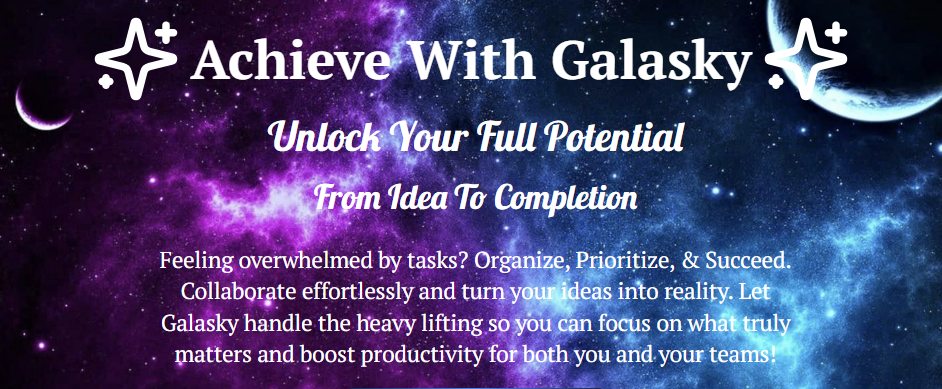 Achieve With Galasky
Unlock Your Full Potential
From Idea To Completion
Feeling overwhelmed by tasks? Organize, Prioritize, & Succeed.
Collaborate effortlessly and turn your ideas into reality. Let
Galasky handle the heavy lifting so you can focus on what truly
matters and boost productivity for both you and your teams!